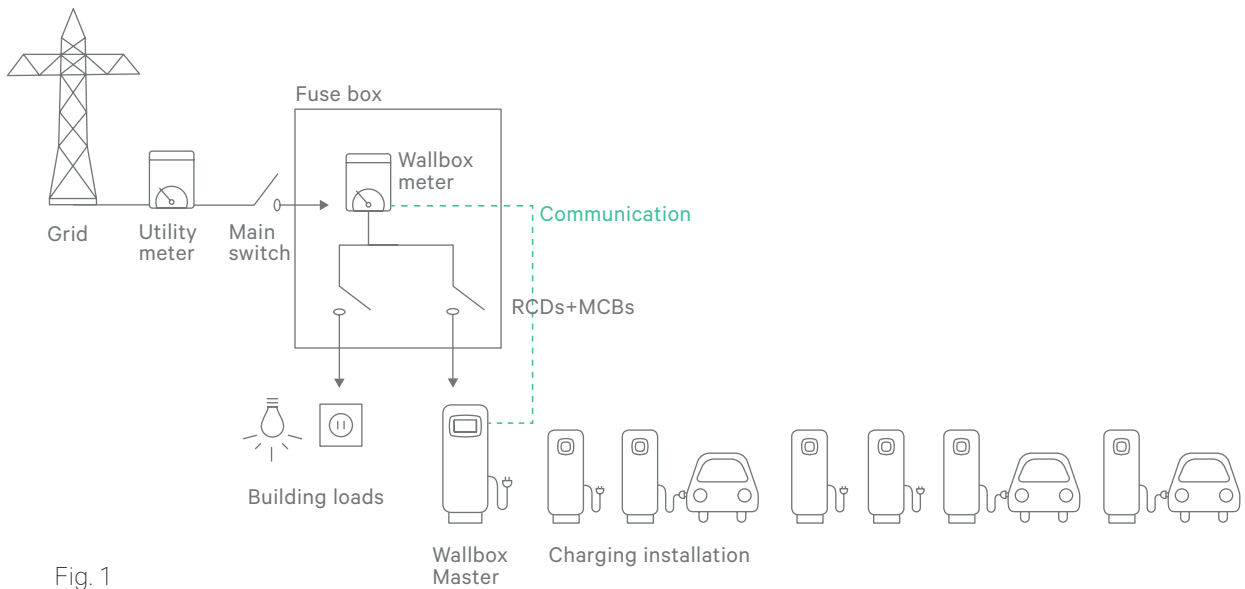 Fuse box
Wallbox
meter
Communication
Grid
Utility
meter
Main
switch
RCDs+MCBs
Building loads
Wallbox
Master
Charging installation
Fig. 1